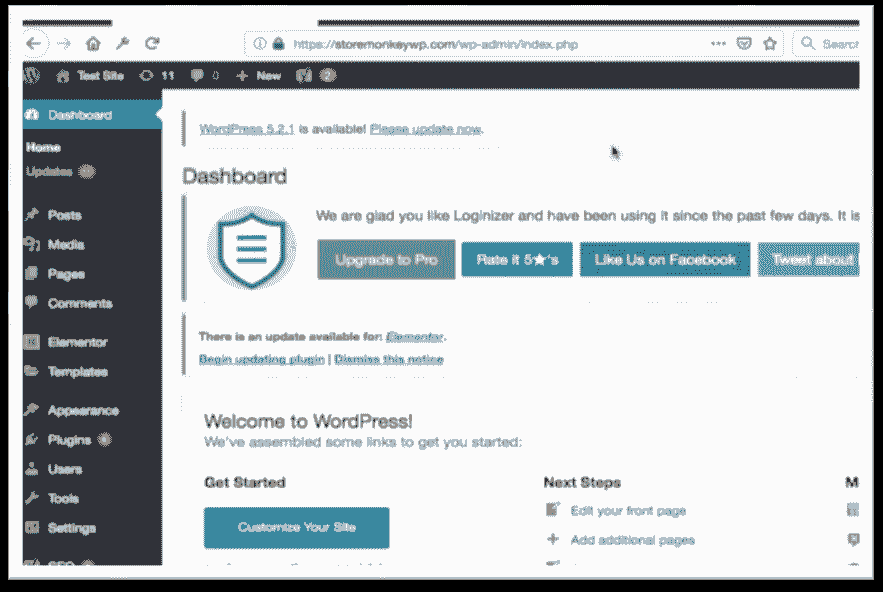 https://storemonkeywp.com/wp-admin/index.php
Search
Test Site 11 0 + New 2
Dashboard
Home
Updates
Posts
Media
Pages
Comments
Elementor
Templates
Appearance
Plugins
Users
Tools
Settings
SEO
WordPress 5.2.1 is available! Please update now.
Dashboard
We are glad you like Loginizer and have been using it since the past few days. It is
Upgrade to Pro
Rate it 5★'s
Like Us on Facebook
Tweet about
There is an update available for: Elementor.
Begin updating plugin | Dismiss this notice
Welcome to WordPress!
We've assembled some links to get you started:
Get Started
Customize Your Site
Next Steps
Edit your front page
Add additional pages
M